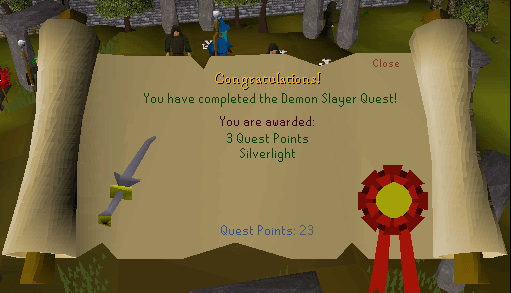 Close
Congratulations!
You have completed the Demon Slayer Quest!
You are awarded:
3 Quest Points
Silverlight
Quest Points: 23